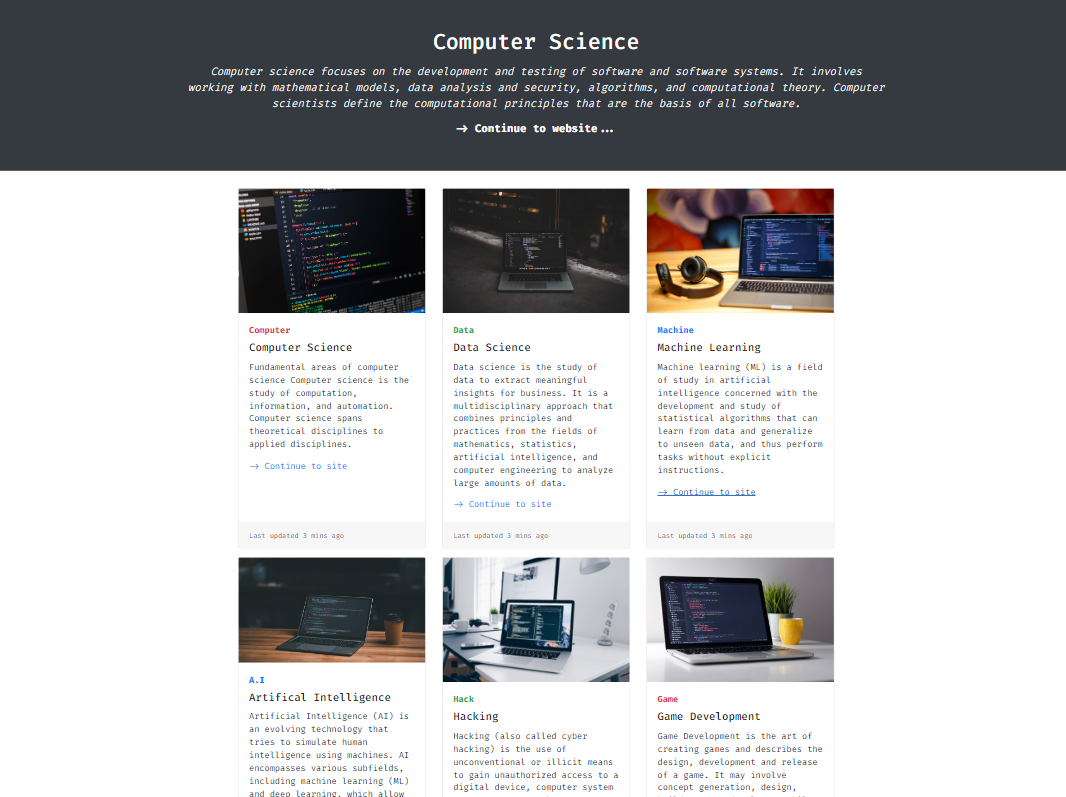 Computer Science
Computer science focuses on the development and testing of software and software systems. It involves
working with mathematical models, data analysis and security, algorithms, and computational theory. Computer
scientists define the computational principles that are the basis of all software.
→ Continue to website...
Computer
Computer Science
Fundamental areas of computer
science Computer science is the
study of computation,
information, and automation.
Computer science spans
theoretical disciplines to
applied disciplines.
→ Continue to site
Last updated 3 mins ago
Data
Data Science
Data science is the study of
data to extract meaningful
insights for business. It is a
multidisciplinary approach that
combines principles and
practices from the fields of
mathematics, statistics,
artificial intelligence, and
computer engineering to analyze
large amounts of data.
→ Continue to site
Last updated 3 mins ago
Machine
Machine Learning
Machine learning (ML) is a field
of study in artificial
intelligence concerned with the
development and study of
statistical algorithms that can
learn from data and generalize
to unseen data, and thus perform
tasks without explicit
instructions.
→ Continue to site
Last updated 3 mins ago
A.I
Artifical Intelligence
Artificial Intelligence (AI) is
an evolving technology that
tries to simulate human
intelligence using machines. AI
encompasses various subfields,
including machine learning (ML)
and deep learning, which allow
Hack
Hacking
Hacking (also called cyber
hacking) is the use of
unconventional or illicit means
to gain unauthorized access to a
digital device, computer system
Game
Game Development
Game Development is the art of
creating games and describes the
design, development and release
of a game. It may involve
concept generation, design,